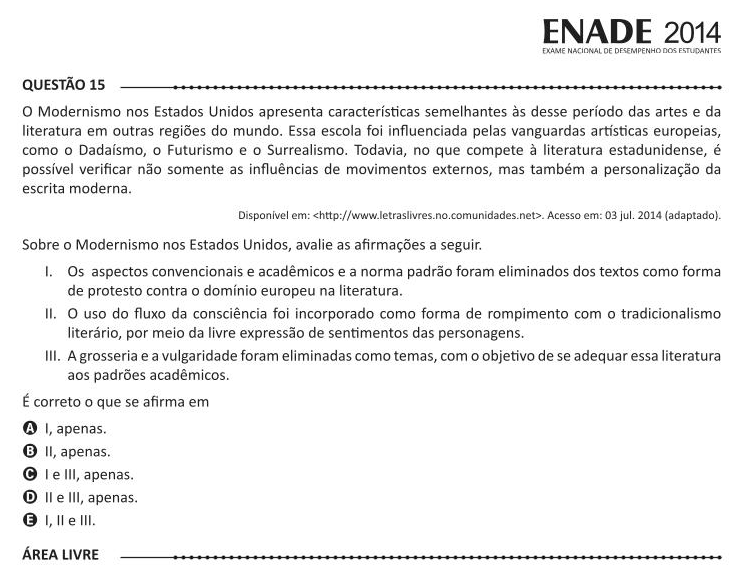 ENADE 2014
EXAME NACIONAL DE DESEMPENHO DOS ESTUDANTES
QUESTÃO 15
O Modernismo nos Estados Unidos apresenta características semelhantes às desse período das artes e da
literatura em outras regiões do mundo. Essa escola foi influenciada pelas vanguardas artísticas europeias,
como o Dadaísmo, o Futurismo e o Surrealismo. Todavia, no que compete à literatura estadunidense, é
possível verificar não somente as influências de movimentos externos, mas também a personalização da
escrita moderna.
Disponível em: <http://www.letraslivres.no.comunidades.net>. Acesso em: 03 jul. 2014 (adaptado).
Sobre o Modernismo nos Estados Unidos, avalie as afirmações a seguir.
I. Os aspectos convencionais e acadêmicos e a norma padrão foram eliminados dos textos como forma
de protesto contra o domínio europeu na literatura.
II. O uso do fluxo da consciência foi incorporado como forma de rompimento com o tradicionalismo
literário, por meio da livre expressão de sentimentos das personagens.
III. A grosseria e a vulgaridade foram eliminadas como temas, com o objetivo de se adequar essa literatura
aos padrões acadêmicos.
É correto o que se afirma em
A I, apenas.
B II, apenas.
C I e III, apenas.
D II e III, apenas.
E I, II e III.
ÁREA LIVRE